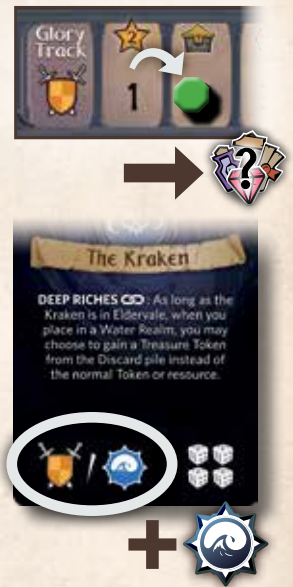 Glory
Track
2
1
?
The Kraken
DEEP RICHES : As long as the
Kraken is in Eldervale, when you
place in a Water Realm, you may
choose to gain a Treasure Token
from the Discard pile instead of
the normal Token or resource.
/
+